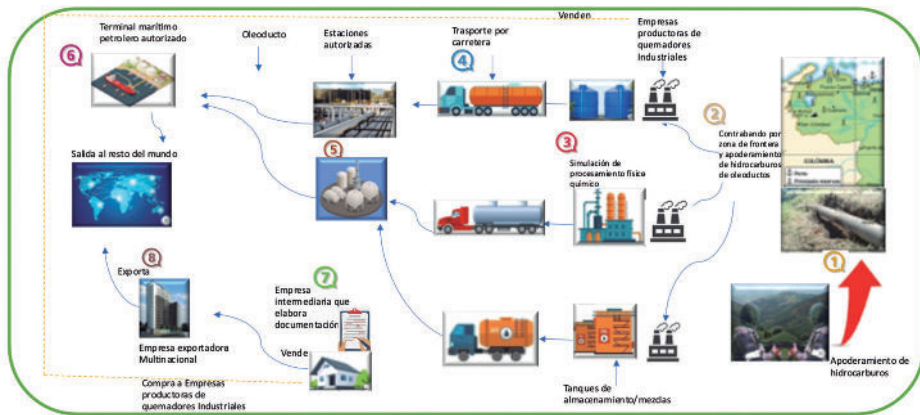 Venden
Terminal marítimo
petrolero autorizado
6
Oleoducto
Estaciones
autorizadas
Trasporte por
carretera
4
Empresas
productoras de
quemadores
Industriales
2
Contrabando por
zona de frontera
y apoderamiento
de hidrocarburos
de oleoductos
COLÔMBIA
3
Simulación de
procesamiento físico
químico
5
Salida al resto del mundo
1
Apoderamiento de
hidrocarburos
8
Exporta
Empresa exportadora
Multinacional
7
Empresa
intermediaria que
elabora
documentación
Vende
Compra a Empresas
productoras de
quemadores Industriales
Tanques de
almacenamiento/mezclas